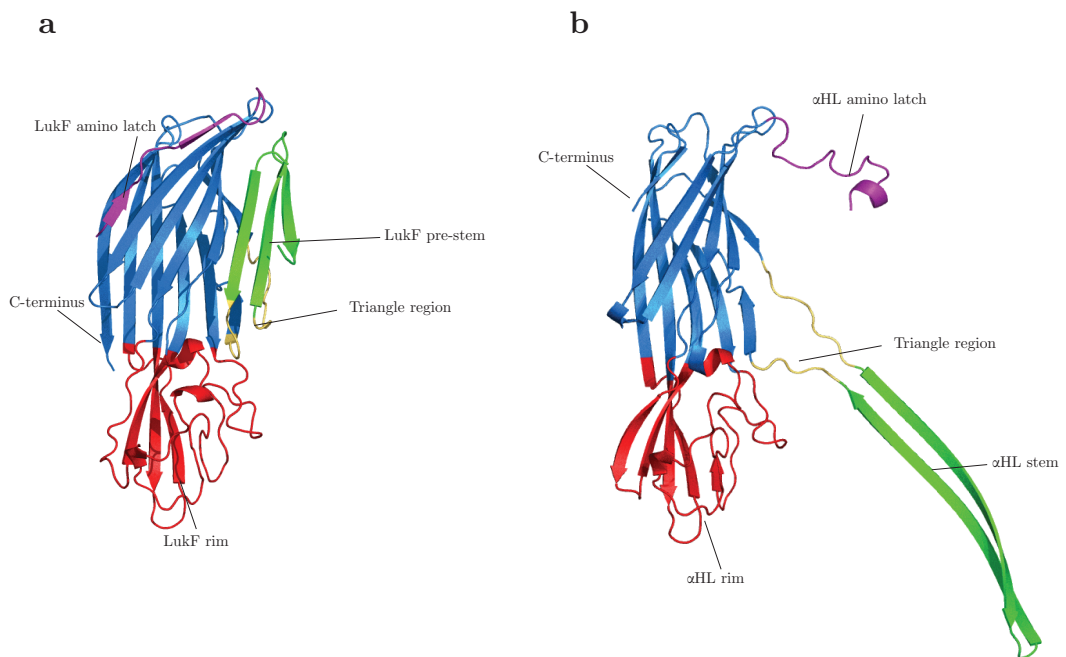 a
LukF amino latch
LukF pre-stem
C-terminus
Triangle region
LukF rim
b
αHL amino latch
C-terminus
Triangle region
αHL stem
αHL rim